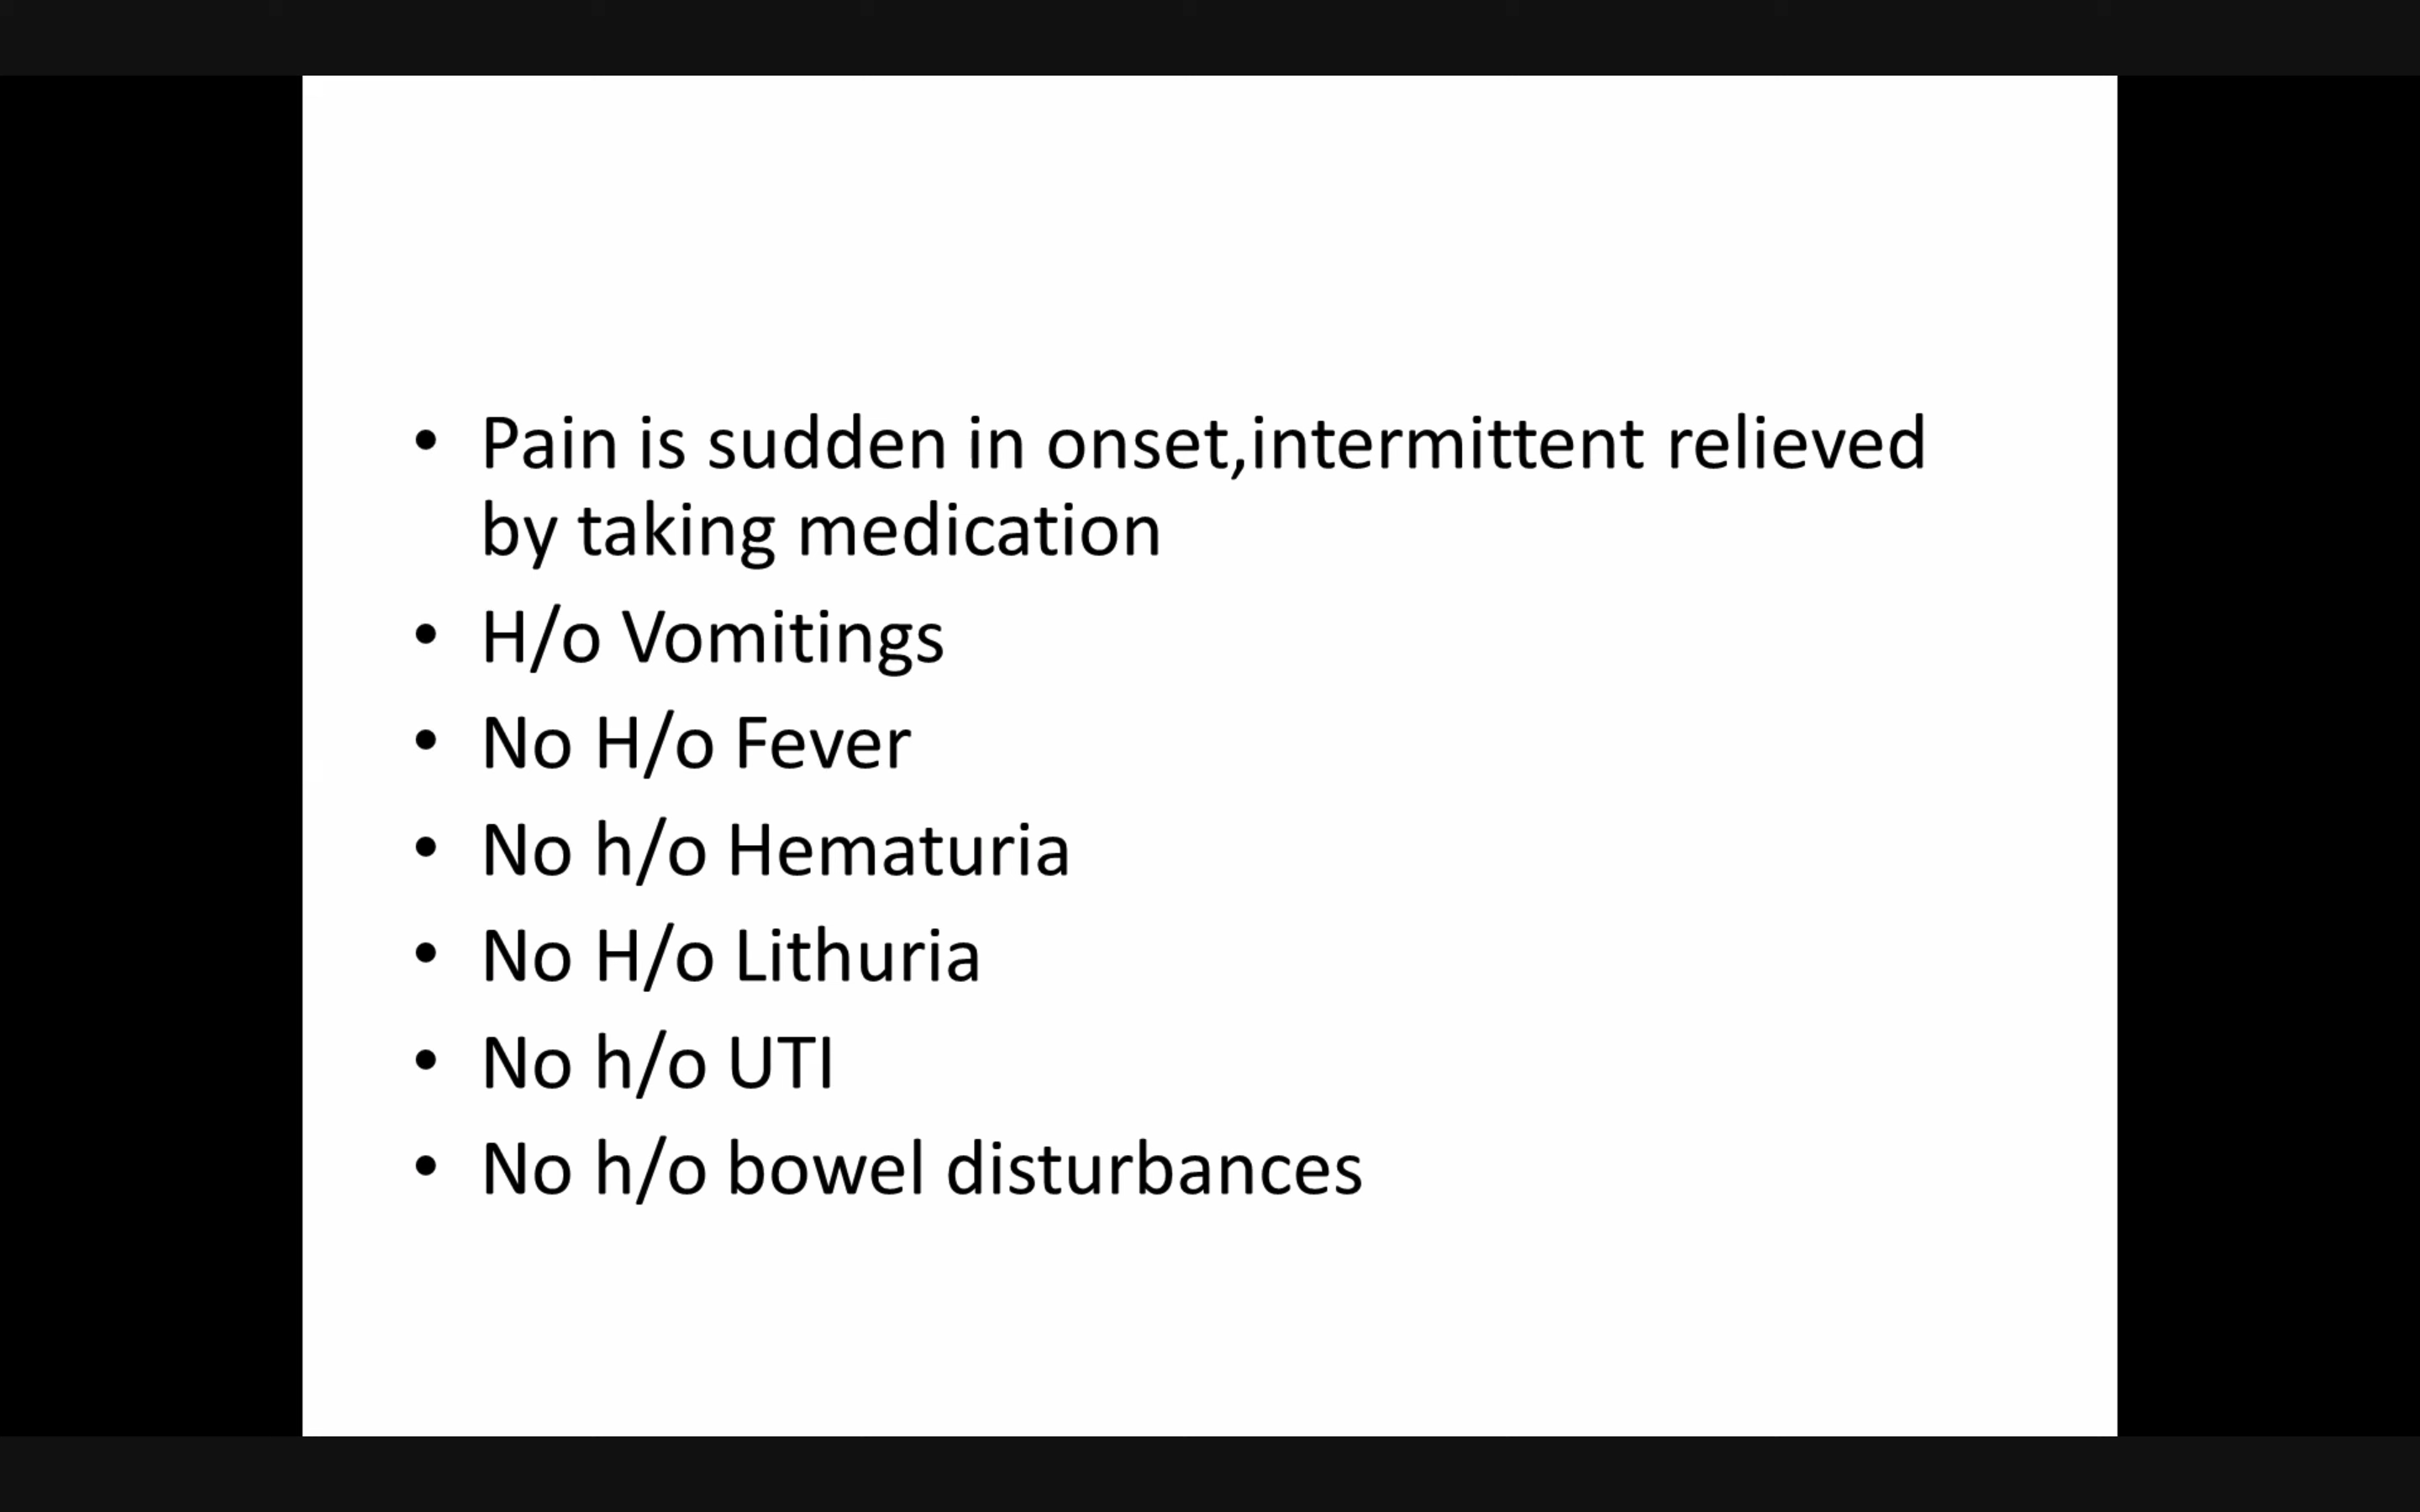 • Pain is sudden in onset,intermittent relieved
by taking medication
• H/o Vomitings
• No H/o Fever
• No h/o Hematuria
• No H/o Lithuria
• No h/o UTI
• No h/o bowel disturbances